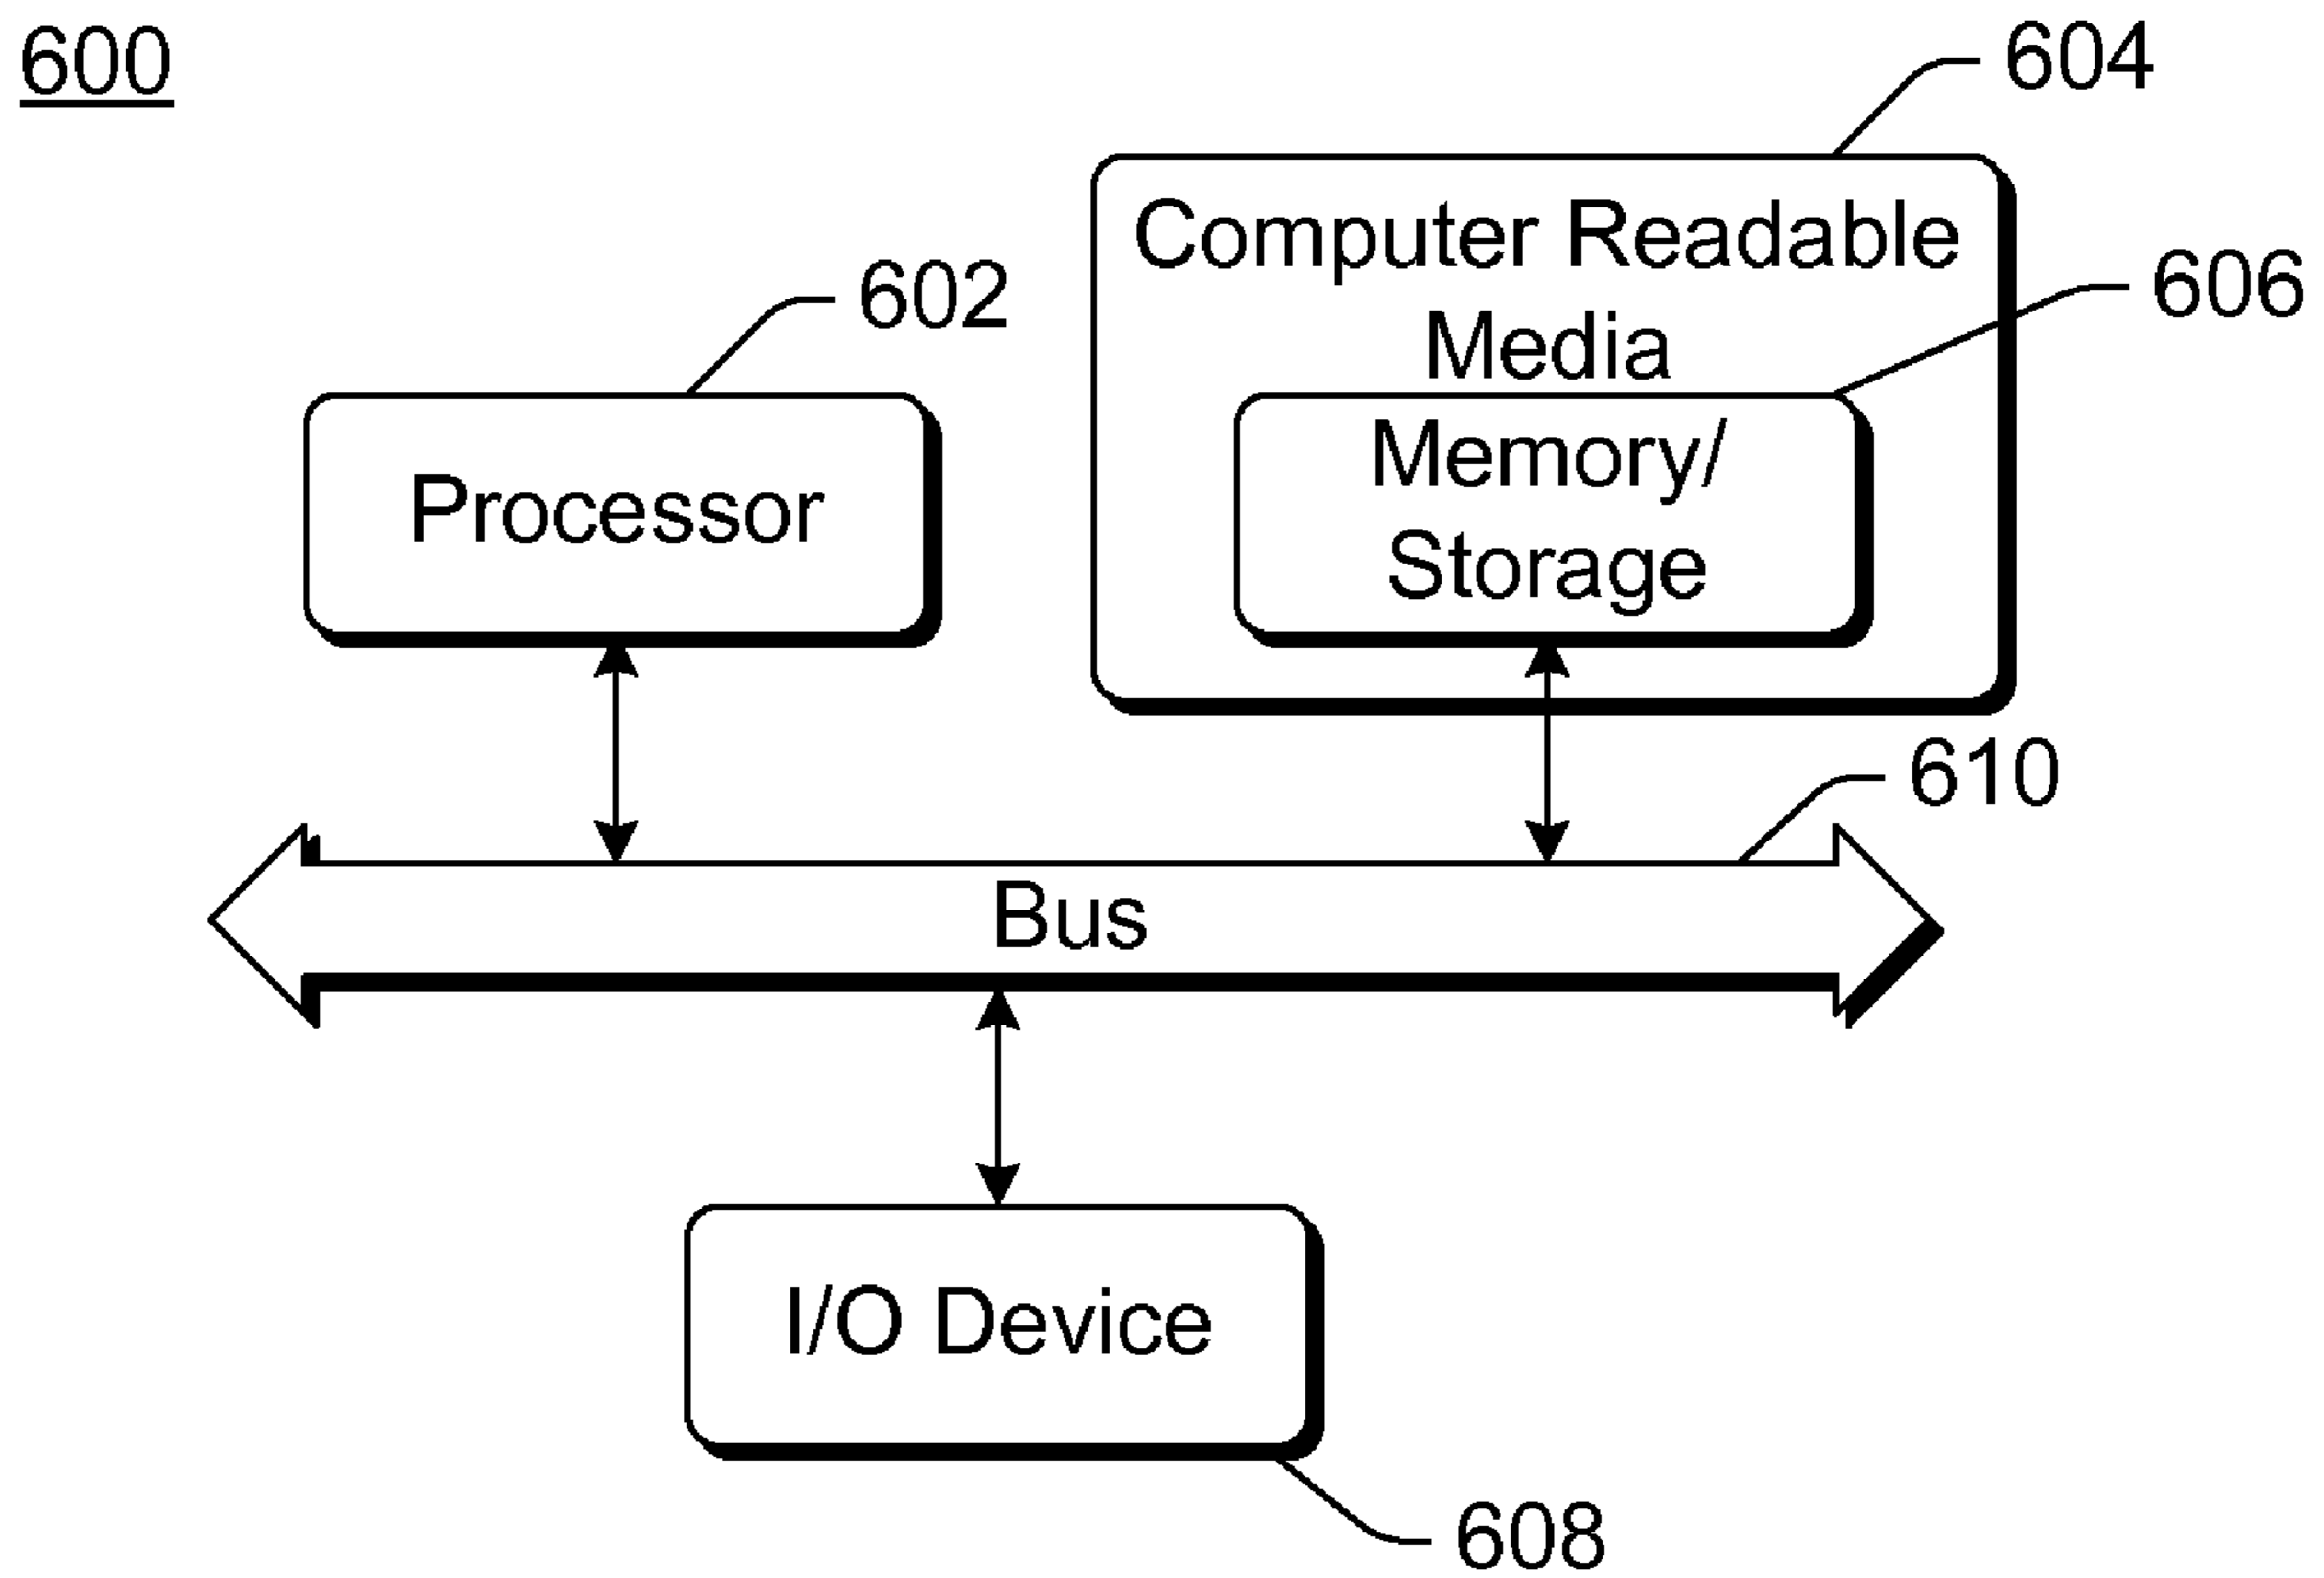 600
604
Computer Readable
Media
606
602
Memory/
Storage
Processor
610
Bus
I/O Device
608